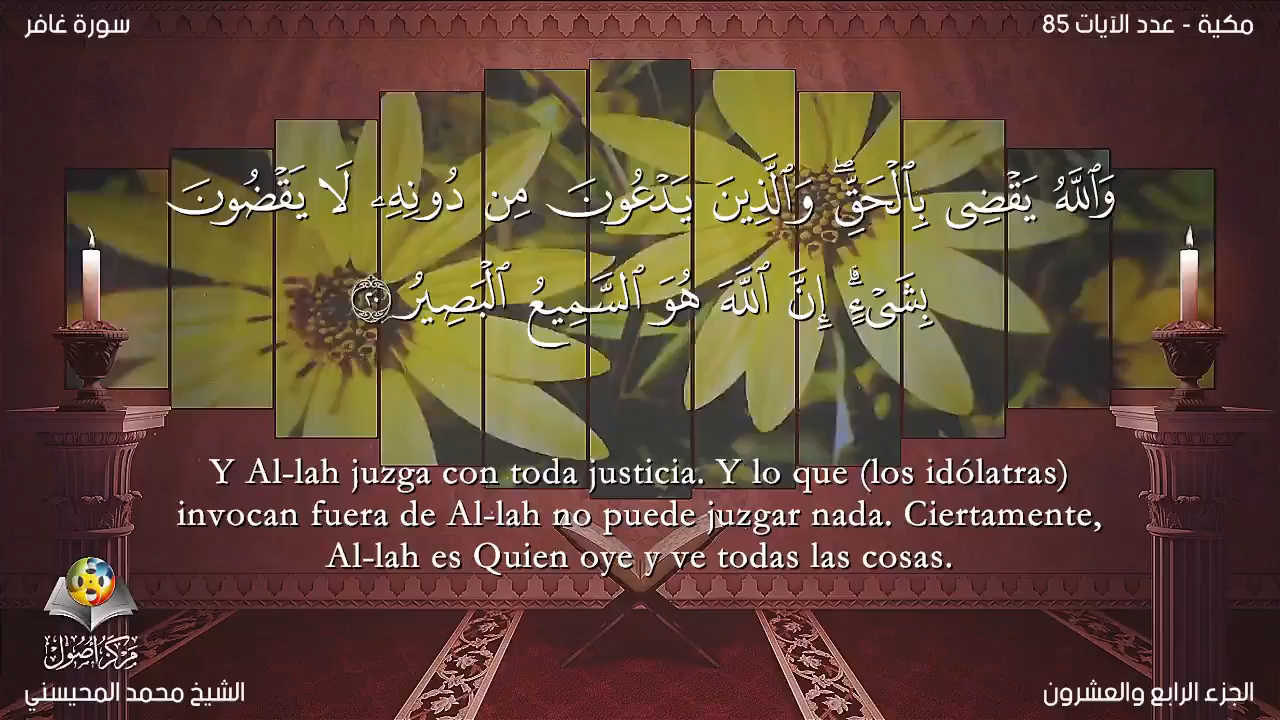 سورة غافر
مكية - عدد الآيات 85
وَٱللَّهُ يَقْضِى بِٱلْحَقِّ ۖ وَٱلَّذِينَ يَدْعُونَ مِن دُونِهِۦ لَا يَقْضُونَ
بِشَىْءٍ ۗ إِنَّ ٱللَّهَ هُوَ ٱلسَّمِيعُ ٱلْبَصِيرُ ٢٠
Y Al-lah juzga con toda justicia. Y lo que (los idólatras)
invocan fuera de Al-lah no puede juzgar nada. Ciertamente,
Al-lah es Quien oye y ve todas las cosas.
مركز أصول
الشيخ محمد المحيسني
الجزء الرابع والعشرون